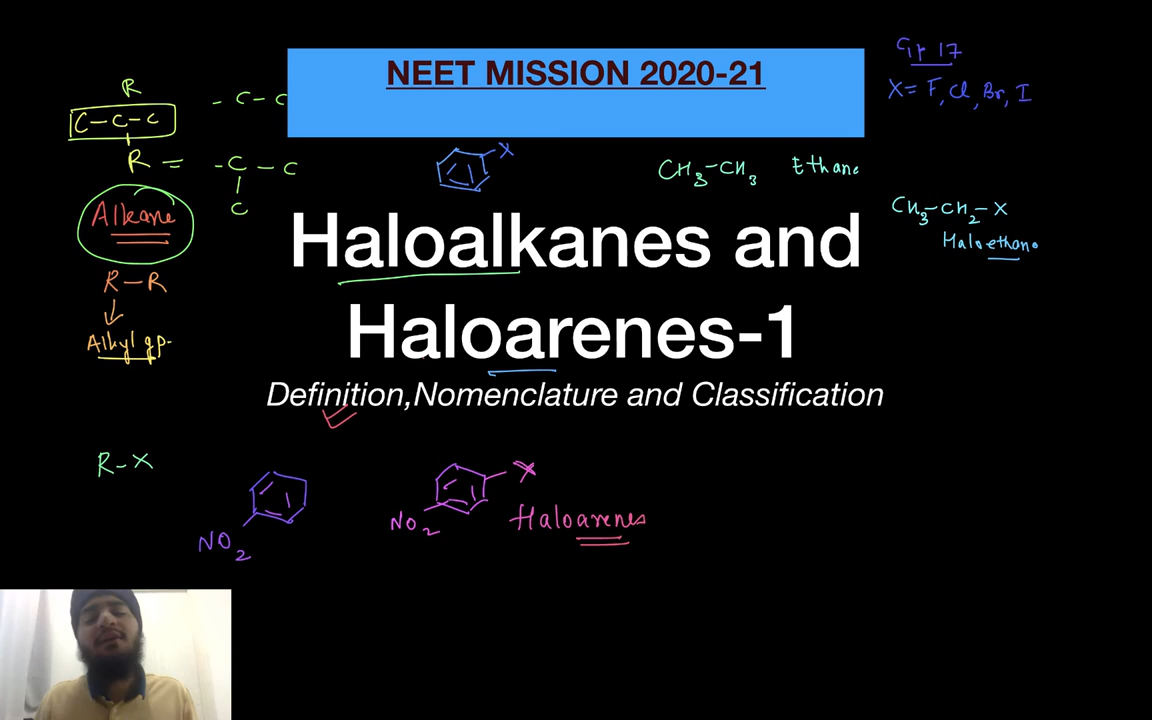 NEET MISSION 2020-21
Gr 17
X = F, Cl, Br, I
R
C-C-C
R =
- C - C
- C - C
C
X
CH3-CH3 Ethane
CH3-CH2-X
Haloethane
Alkane
R-R
Alkyl gp.
Haloalkanes and
Haloarenes-1
Definition,Nomenclature and Classification
R-X
NO2
X
NO2
Haloarenes